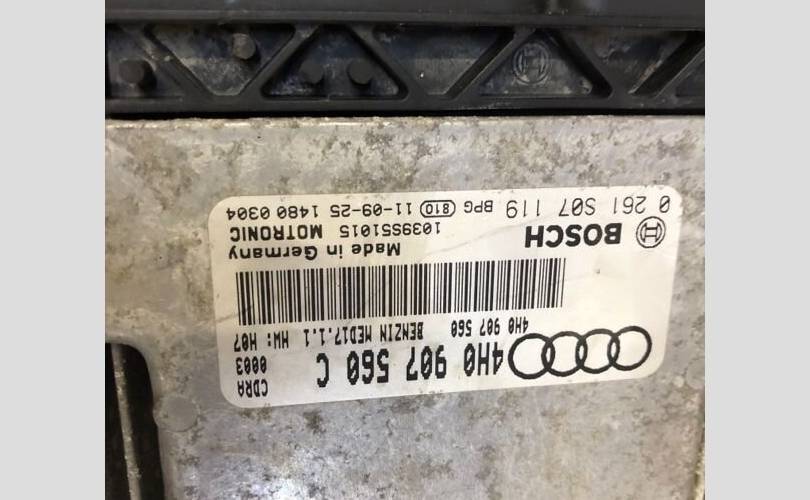 4H0 907 560 C CDRA
0003
4H0 907 560 BENZIN MED17.1.1 HW: H07
Made in Germany
BOSCH 1039S51015 MOTRONIC
0 261 S07 119 BPG 810 11-09-25 1480 0304